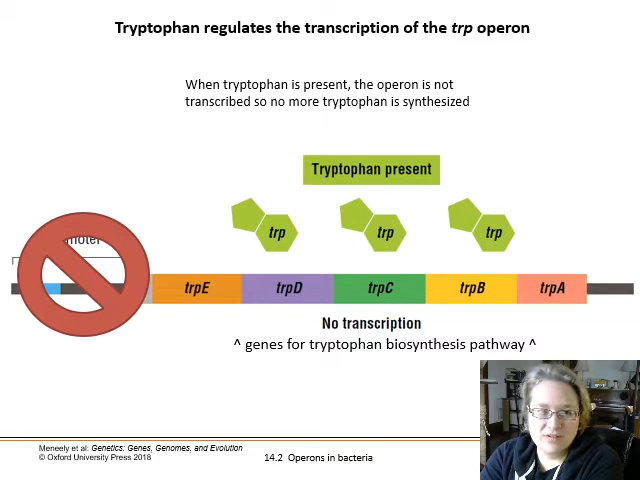 Tryptophan regulates the transcription of the trp operon
When tryptophan is present, the operon is not
transcribed so no more tryptophan is synthesized
Tryptophan present
trp trp trp
trpE trpD trpC trpB trpA
No transcription
^ genes for tryptophan biosynthesis pathway ^
Meneely et al: Genetics: Genes, Genomes, and Evolution
© Oxford University Press 2018
14.2 Operons in bacteria